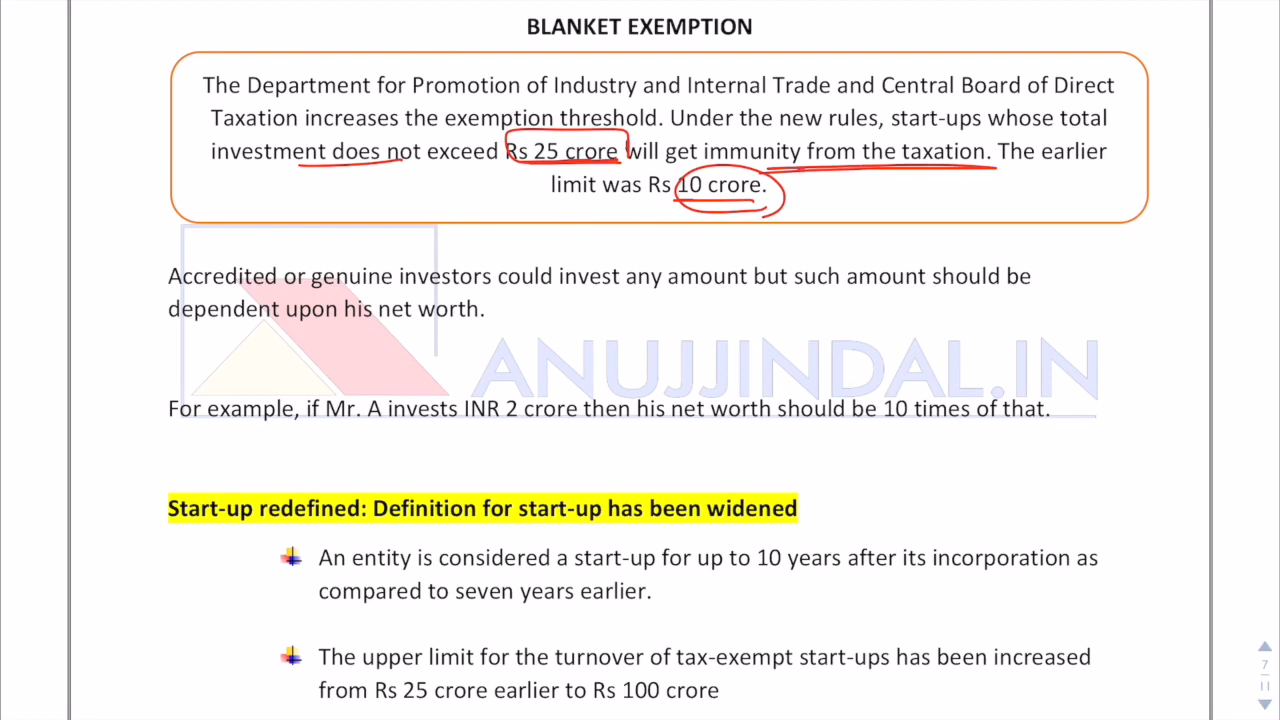 BLANKET EXEMPTION
The Department for Promotion of Industry and Internal Trade and Central Board of Direct
Taxation increases the exemption threshold. Under the new rules, start-ups whose total
investment does not exceed Rs 25 crore will get immunity from the taxation. The earlier
limit was Rs 10 crore.
Accredited or genuine investors could invest any amount but such amount should be
dependent upon his net worth.
ANUJJINDAL.IN
For example, if Mr. A invests INR 2 crore then his net worth should be 10 times of that.
Start-up redefined: Definition for start-up has been widened
An entity is considered a start-up for up to 10 years after its incorporation as
compared to seven years earlier.
The upper limit for the turnover of tax-exempt start-ups has been increased
from Rs 25 crore earlier to Rs 100 crore
7
11